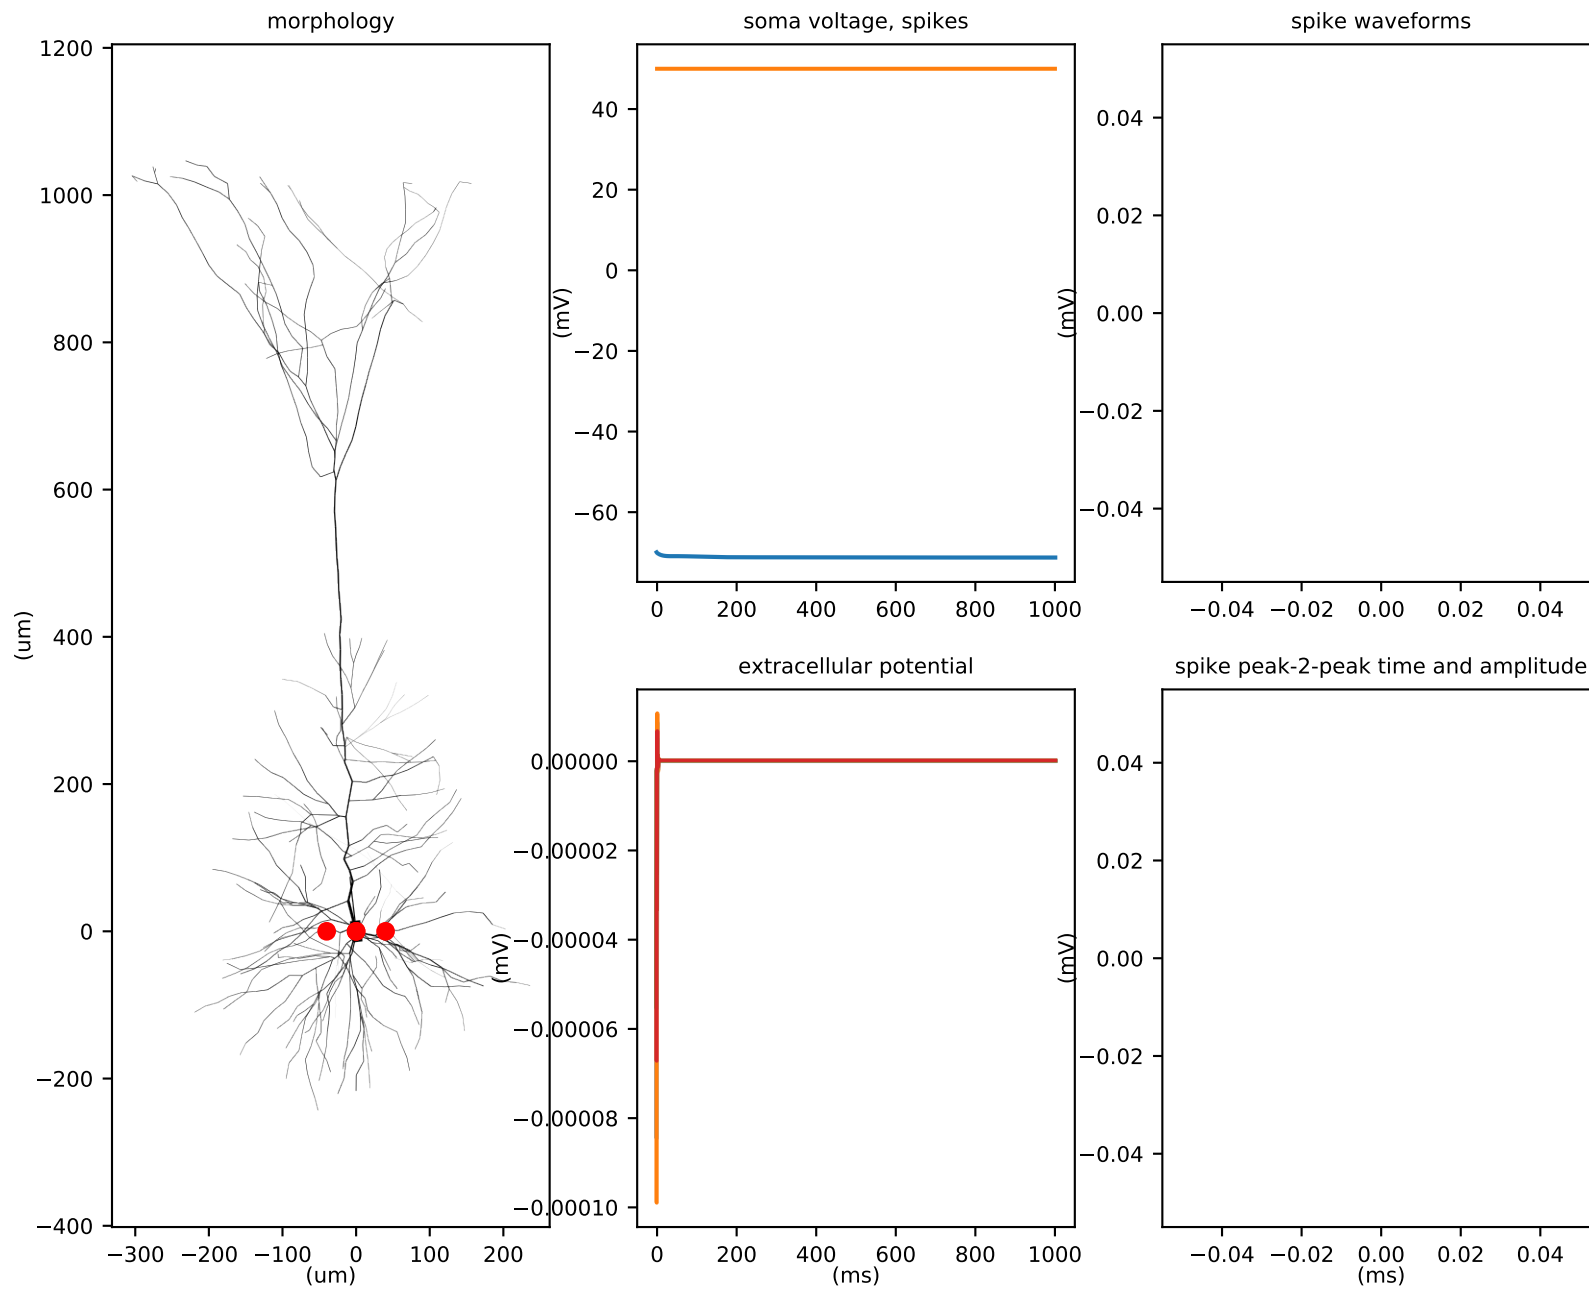 morphology
1200
1000
800
600
400
200
0
−200
−400
(um)
−300 −200 −100 0 100 200
(um)
soma voltage, spikes
40
20
0
−20
−40
−60
(mV)
0 200 400 600 800 1000
spike waveforms
0.04
0.02
0.00
−0.02
−0.04
(mV)
−0.04 −0.02 0.00 0.02 0.04
extracellular potential
0.00000
−0.00002
−0.00004
−0.00006
−0.00008
−0.00010
(mV)
0 200 400 600 800 1000
(ms)
spike peak-2-peak time and amplitude
0.04
0.02
0.00
−0.02
−0.04
(mV)
−0.04 −0.02 0.00 0.02 0.04
(ms)